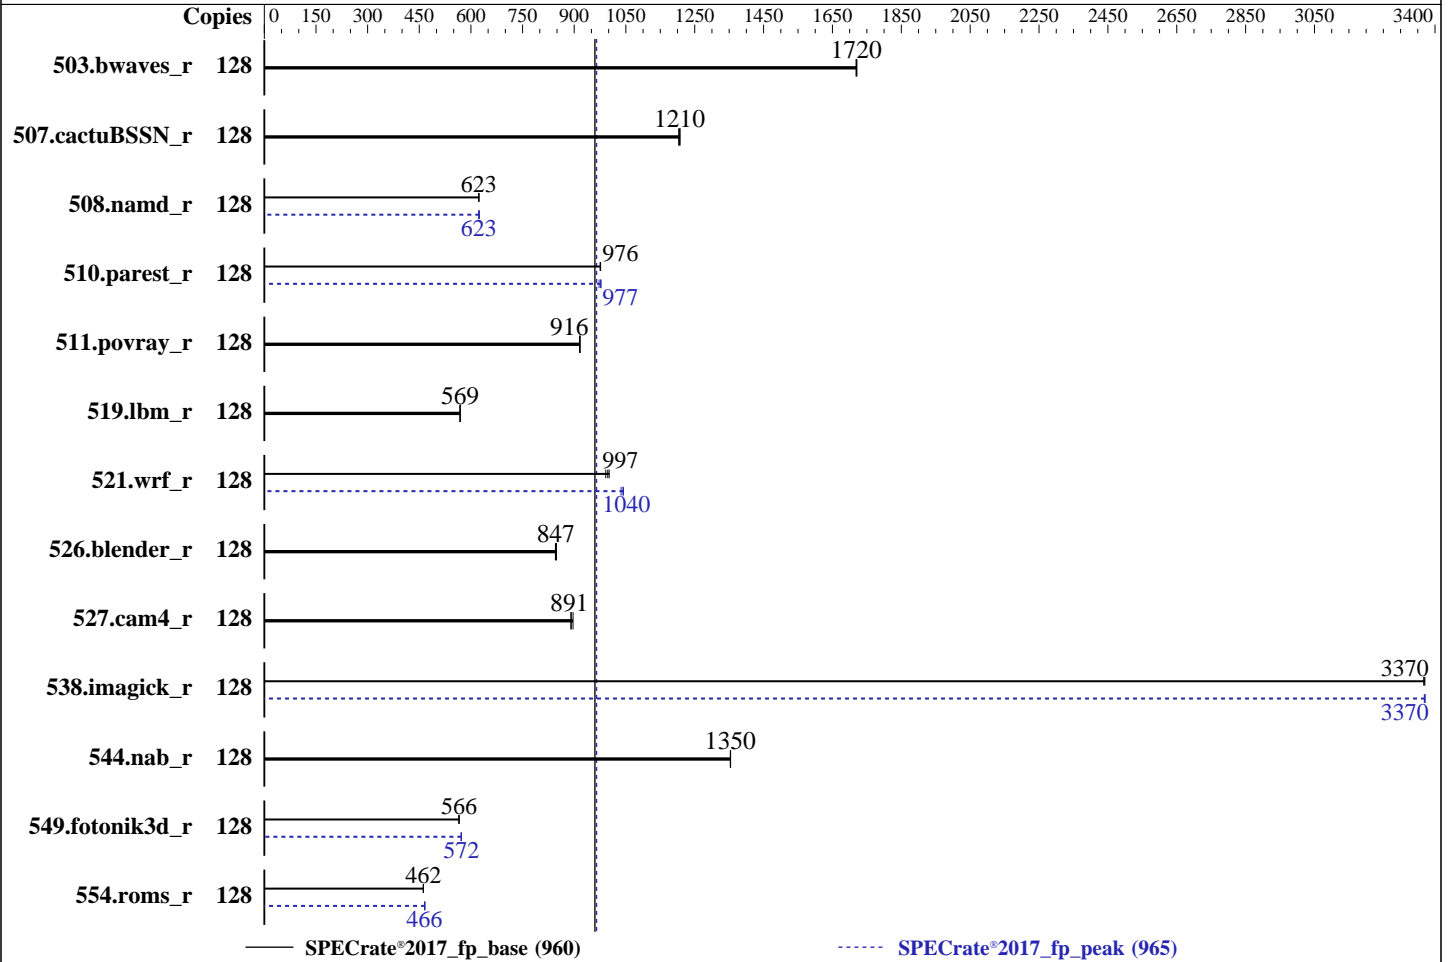 Copies 0 150 300 450 600 750 900 1050 1250 1450 1650 1850 2050 2250 2450 2650 2850 3050 3400
503.bwaves_r 128 1720
507.cactuBSSN_r 128 1210
508.namd_r 128 623
623
510.parest_r 128 976
977
511.povray_r 128 916
519.lbm_r 128 569
521.wrf_r 128 997
1040
526.blender_r 128 847
527.cam4_r 128 891
538.imagick_r 128 3370
3370
544.nab_r 128 1350
549.fotonik3d_r 128 566
572
554.roms_r 128 462
466
SPECrate®2017_fp_base (960) SPECrate®2017_fp_peak (965)